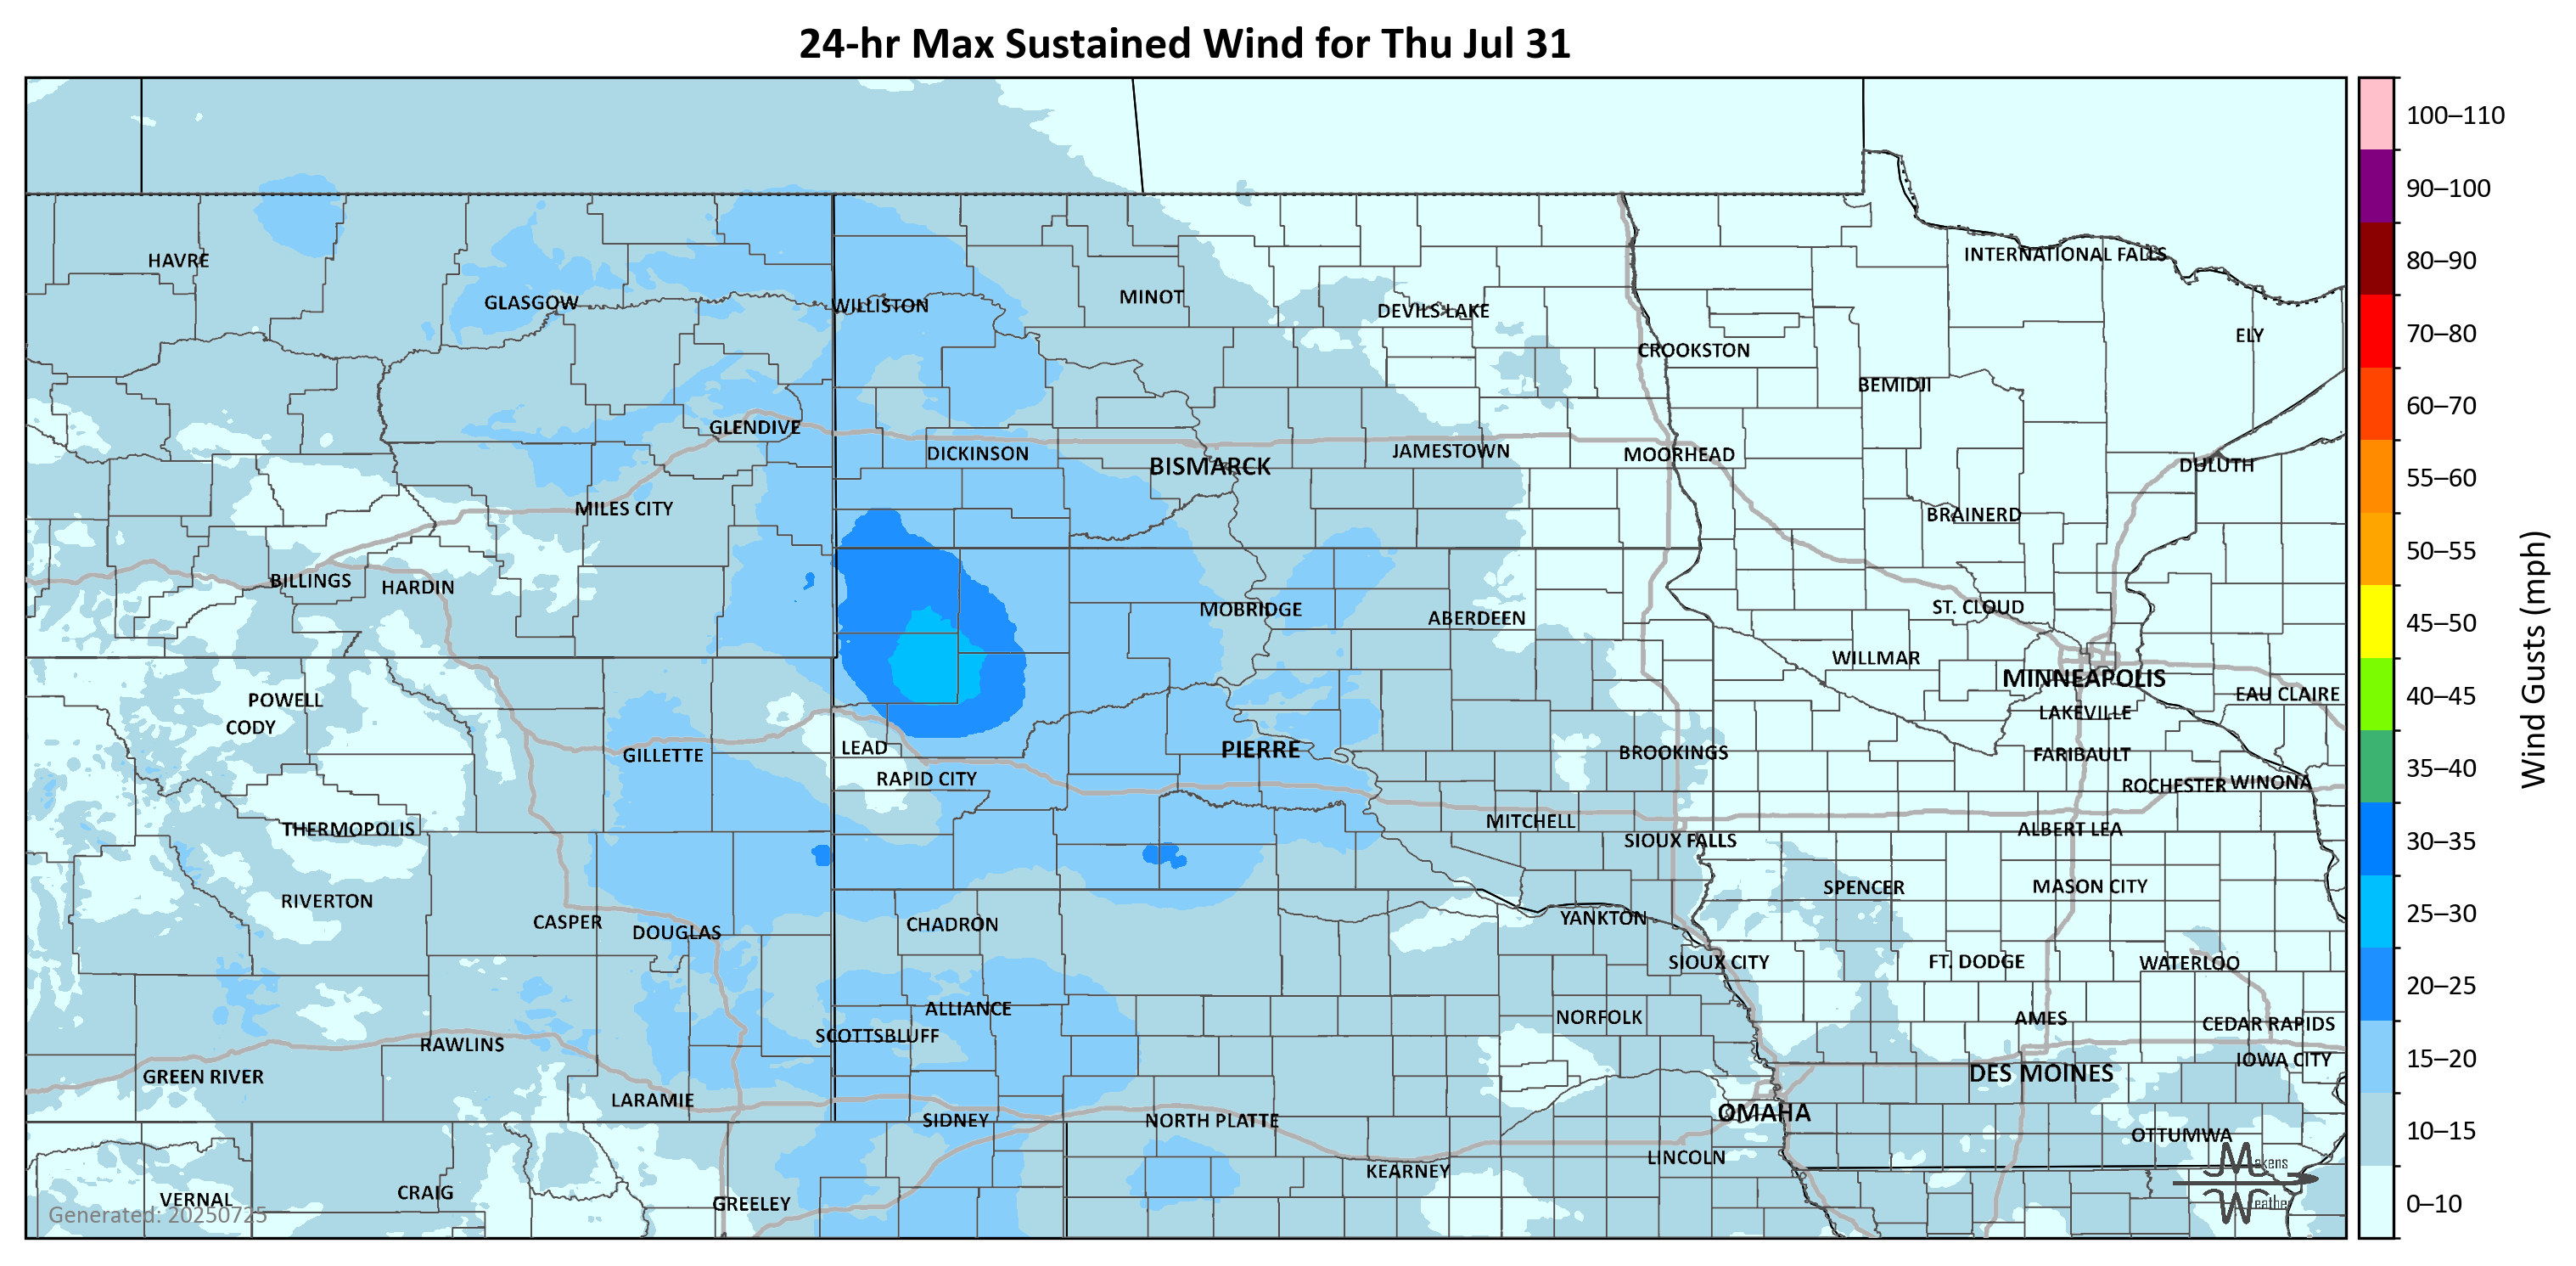 24-hr Max Sustained Wind for Thu Jul 31
100–110
90–100
INTERNATIONAL FALLS
HAVRE
80–90
MINOT
GLASGOW
WILLISTON
DEVILS LAKE
70–80
ELY
CROOKSTON
BEMIDJI
60–70
GLENDIVE
DICKINSON
JAMESTOWN
MOORHEAD
BISMARCK
DULUTH
55–60
MILES CITY
BRAINERD
50–55
BILLINGS
HARDIN
MOBRIDGE
ABERDEEN
ST. CLOUD
45–50
WILLMAR
MINNEAPOLIS
EAU CLAIRE
40–45
POWELL
CODY
LAKEVILLE
Wind Gusts (mph)
LEAD
PIERRE
BROOKINGS
FARIBAULT
GILLETTE
35–40
RAPID CITY
ROCHESTER
WINONA
THERMOPOLIS
MITCHELL
ALBERT LEA
SIOUX FALLS
30–35
SPENCER
MASON CITY
RIVERTON
CASPER
DOUGLAS
CHADRON
YANKTON
25–30
SIOUX CITY
FT. DODGE
WATERLOO
20–25
ALLIANCE
NORFOLK
AMES
CEDAR RAPIDS
SCOTTSBLUFF
RAWLINS
15–20
IOWA CITY
GREEN RIVER
DES MOINES
LARAMIE
SIDNEY
NORTH PLATTE
OMAHA
10–15
OTTUMWA
LINCOLN
KEARNEY
Makens
Weather
VERNAL
CRAIG
GREELEY
0–10
Generated: 20250725